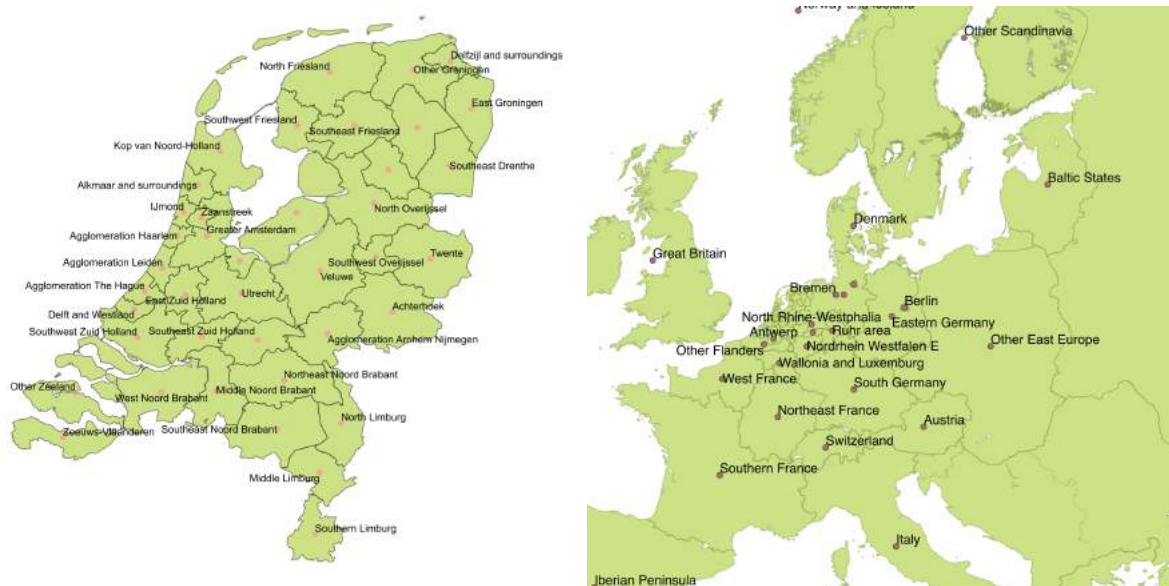 North Friesland
Delfzijl and surroundings
Other Groningen
East Groningen
Southwest Friesland
Southeast Friesland
Kop van Noord-Holland
Southeast Drenthe
Alkmaar and surroundings
IJmond
Zaanstreek
North Overijssel
Agglomeration Haarlem
Greater Amsterdam
Twente
Agglomeration Leiden
Southwest Overijssel
Veluwe
Agglomeration The Hague
East Zuid Holland
Utrecht
Achterhoek
Delft and Westland
Southwest Zuid Holland
Southeast Zuid Holland
Agglomeration Arnhem Nijmegen
Northeast Noord Brabant
Other Zeeland
West Noord Brabant
Middle Noord Brabant
North Limburg
Zeeuws-Vlaanderen
Southeast Noord Brabant
Middle Limburg
Southern Limburg
Norway and Iceland
Other Scandinavia
Baltic States
Denmark
Great Britain
Bremen
Berlin
North Rhine-Westphalia
Eastern Germany
Antwerp
Ruhr area
Other Flanders
Nordrhein Westfalen E
Other East Europe
Wallonia and Luxemburg
West France
South Germany
Northeast France
Austria
Switzerland
Southern France
Italy
Iberian Peninsula